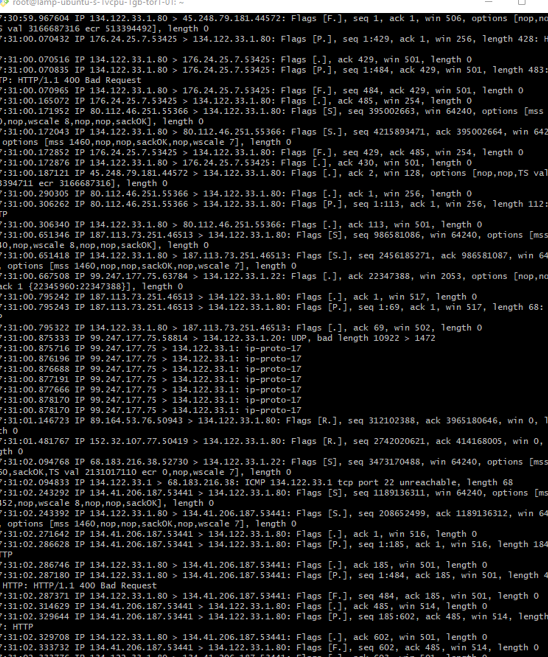 root@lamp-ubuntu-s-1vcpu-1gb-tor1-01: ~
7:30:59.967604 IP 134.122.33.1.80 > 45.248.79.181.44572: Flags [F.], seq 1, ack 1, win 506, options [nop,no
S val 3166687316 ecr 513394492], length 0
7:31:00.070432 IP 176.24.25.7.53425 > 134.122.33.1.80: Flags [P.], seq 1:429, ack 1, win 256, length 428: H
7:31:00.070516 IP 134.122.33.1.80 > 176.24.25.7.53425: Flags [.], ack 429, win 501, length 0
7:31:00.070835 IP 134.122.33.1.80 > 176.24.25.7.53425: Flags [P.], seq 1:484, ack 429, win 501, length 483:
TP: HTTP/1.1 400 Bad Request
7:31:00.070965 IP 134.122.33.1.80 > 176.24.25.7.53425: Flags [F.], seq 484, ack 429, win 501, length 0
7:31:00.165072 IP 176.24.25.7.53425 > 134.122.33.1.80: Flags [.], ack 485, win 254, length 0
7:31:00.171952 IP 80.112.46.251.55366 > 134.122.33.1.80: Flags [S], seq 395002663, win 64240, options [mss
0,nop,wscale 8,nop,nop,sackOK], length 0
7:31:00.172043 IP 134.122.33.1.80 > 80.112.46.251.55366: Flags [S.], seq 4215893471, ack 395002664, win 642
, options [mss 1460,nop,nop,sackOK,nop,wscale 7], length 0
7:31:00.172852 IP 176.24.25.7.53425 > 134.122.33.1.80: Flags [F.], seq 429, ack 485, win 254, length 0
7:31:00.172876 IP 134.122.33.1.80 > 176.24.25.7.53425: Flags [.], ack 430, win 501, length 0
7:31:00.187121 IP 45.248.79.181.44572 > 134.122.33.1.80: Flags [.], ack 2, win 128, options [nop,nop,TS val
3394711 ecr 3166687316], length 0
7:31:00.290305 IP 80.112.46.251.55366 > 134.122.33.1.80: Flags [.], ack 1, win 256, length 0
7:31:00.306262 IP 80.112.46.251.55366 > 134.122.33.1.80: Flags [P.], seq 1:113, ack 1, win 256, length 112:
TP
7:31:00.306340 IP 134.122.33.1.80 > 80.112.46.251.55366: Flags [.], ack 113, win 501, length 0
7:31:00.651346 IP 187.113.73.251.46513 > 134.122.33.1.80: Flags [S], seq 986581086, win 64240, options [mss
40,nop,wscale 8,nop,nop,sackOK], length 0
7:31:00.651418 IP 134.122.33.1.80 > 187.113.73.251.46513: Flags [S.], seq 2456185271, ack 986581087, win 64
, options [mss 1460,nop,nop,sackOK,nop,wscale 7], length 0
7:31:00.667508 IP 99.247.177.75.63784 > 134.122.33.1.22: Flags [.], ack 22347388, win 2053, options [nop,no
ack 1 {22345960:22347388}], length 0
7:31:00.795242 IP 187.113.73.251.46513 > 134.122.33.1.80: Flags [.], ack 1, win 517, length 0
7:31:00.795243 IP 187.113.73.251.46513 > 134.122.33.1.80: Flags [P.], seq 1:69, ack 1, win 517, length 68:
P
7:31:00.795322 IP 134.122.33.1.80 > 187.113.73.251.46513: Flags [.], ack 69, win 502, length 0
7:31:00.875333 IP 99.247.177.75.58814 > 134.122.33.1.20: UDP, bad length 10922 > 1472
7:31:00.875716 IP 99.247.177.75 > 134.122.33.1: ip-proto-17
7:31:00.876196 IP 99.247.177.75 > 134.122.33.1: ip-proto-17
7:31:00.876688 IP 99.247.177.75 > 134.122.33.1: ip-proto-17
7:31:00.877191 IP 99.247.177.75 > 134.122.33.1: ip-proto-17
7:31:00.877666 IP 99.247.177.75 > 134.122.33.1: ip-proto-17
7:31:00.878170 IP 99.247.177.75 > 134.122.33.1: ip-proto-17
7:31:00.878170 IP 99.247.177.75 > 134.122.33.1: ip-proto-17
7:31:01.146723 IP 89.164.53.76.50943 > 134.122.33.1.80: Flags [R.], seq 312102388, ack 3965180646, win 0, l
th 0
7:31:01.481767 IP 152.32.107.77.50419 > 134.122.33.1.80: Flags [R.], seq 2742020621, ack 414168005, win 0,
gth 0
7:31:02.094768 IP 68.183.216.38.52730 > 134.122.33.1.22: Flags [S], seq 3473170488, win 64240, options [mss
60,sackOK,TS val 2131017110 ecr 0,nop,wscale 7], length 0
7:31:02.094833 IP 134.122.33.1 > 68.183.216.38: ICMP 134.122.33.1 tcp port 22 unreachable, length 68
7:31:02.243292 IP 134.41.206.187.53441 > 134.122.33.1.80: Flags [S], seq 1189136311, win 64240, options [ms
452,nop,wscale 8,nop,nop,sackOK], length 0
7:31:02.243392 IP 134.122.33.1.80 > 134.41.206.187.53441: Flags [S.], seq 208652499, ack 1189136312, win 64
, options [mss 1460,nop,nop,sackOK,nop,wscale 7], length 0
7:31:02.271642 IP 134.41.206.187.53441 > 134.122.33.1.80: Flags [.], ack 1, win 516, length 0
7:31:02.286628 IP 134.41.206.187.53441 > 134.122.33.1.80: Flags [P.], seq 1:185, ack 1, win 516, length 184
TTP
7:31:02.286746 IP 134.122.33.1.80 > 134.41.206.187.53441: Flags [.], ack 185, win 501, length 0
7:31:02.287180 IP 134.122.33.1.80 > 134.41.206.187.53441: Flags [P.], seq 1:484, ack 185, win 501, length 4
HTTP: HTTP/1.1 400 Bad Request
7:31:02.287371 IP 134.122.33.1.80 > 134.41.206.187.53441: Flags [F.], seq 484, ack 185, win 501, length 0
7:31:02.314629 IP 134.41.206.187.53441 > 134.122.33.1.80: Flags [.], ack 485, win 514, length 0
7:31:02.329644 IP 134.41.206.187.53441 > 134.122.33.1.80: Flags [P.], seq 185:602, ack 485, win 514, length
7: HTTP
7:31:02.329708 IP 134.122.33.1.80 > 134.41.206.187.53441: Flags [.], ack 602, win 501, length 0
7:31:02.333732 IP 134.41.206.187.53441 > 134.122.33.1.80: Flags [F.], seq 602, ack 485, win 514, length 0